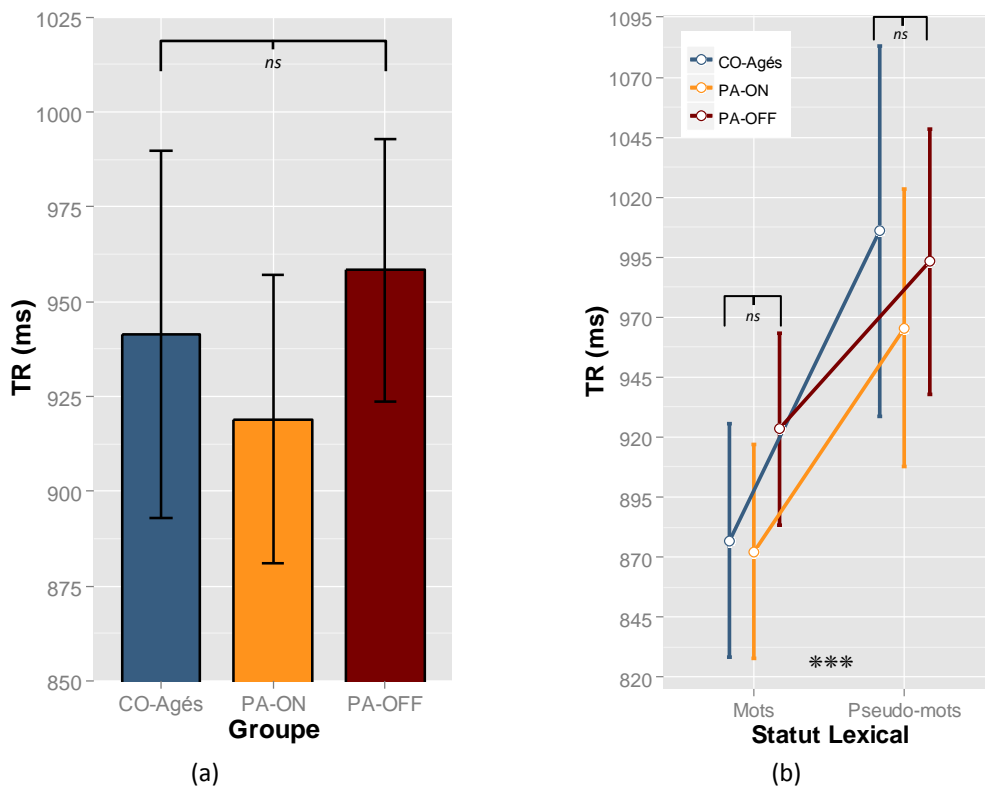 1025
1000
975
950
925
900
875
850
TR (ms)
ns
CO-Agés
PA-ON
PA-OFF
Groupe
(a)
1095
1070
1045
1020
995
970
945
920
895
870
845
820
TR (ms)
CO-Agés
PA-ON
PA-OFF
ns
ns
***
Mots
Pseudo-mots
Statut Lexical
(b)